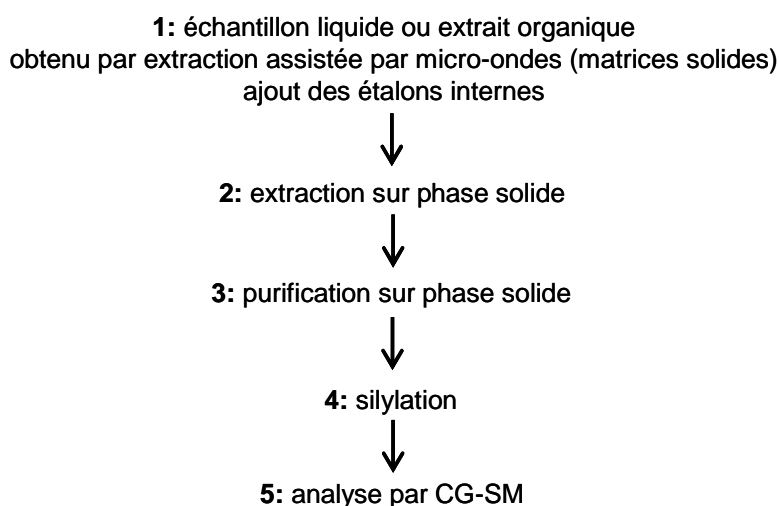 1: échantillon liquide ou extrait organique
obtenu par extraction assistée par micro-ondes (matrices solides)
ajout des étalons internes
2: extraction sur phase solide
3: purification sur phase solide
4: silylation
5: analyse par CG-SM